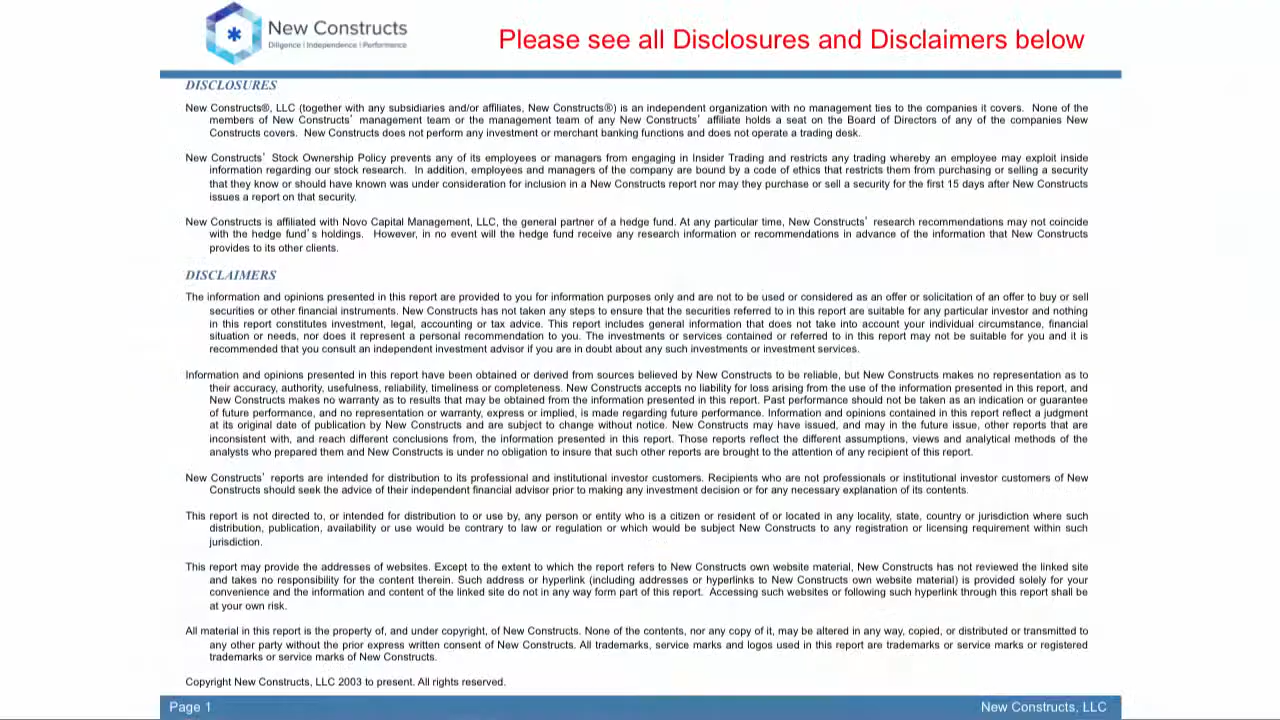 New Constructs
Diligence | Independence | Performance
Please see all Disclosures and Disclaimers below
DISCLOSURES
New Constructs®, LLC (together with any subsidiaries and/or affiliates, New Constructs®) is an independent organization with no management ties to the companies it covers. None of the
members of New Constructs' management team or the management team of any New Constructs' affiliate holds a seat on the Board of Directors of any of the companies New
Constructs covers. New Constructs does not perform any investment or merchant banking functions and does not operate a trading desk.
New Constructs' Stock Ownership Policy prevents any of its employees or managers from engaging in Insider Trading and restricts any trading whereby an employee may exploit inside
information regarding our stock research. In addition, employees and managers of the company are bound by a code of ethics that restricts them from purchasing or selling a security
that they know or should have known was under consideration for inclusion in a New Constructs report nor may they purchase or sell a security for the first 15 days after New Constructs
issues a report on that security.
New Constructs is affiliated with Novo Capital Management, LLC, the general partner of a hedge fund. At any particular time, New Constructs' research recommendations may not coincide
with the hedge fund's holdings. However, in no event will the hedge fund receive any research information or recommendations in advance of the information that New Constructs
provides to its other clients.
DISCLAIMERS
The information and opinions presented in this report are provided to you for information purposes only and are not to be used or considered as an offer or solicitation of an offer to buy or sell
securities or other financial instruments. New Constructs has not taken any steps to ensure that the securities referred to in this report are suitable for any particular investor and nothing
in this report constitutes investment, legal, accounting or tax advice. This report includes general information that does not take into account your individual circumstance, financial
situation or needs, nor does it represent a personal recommendation to you. The investments or services contained or referred to in this report may not be suitable for you and it is
recommended that you consult an independent investment advisor if you are in doubt about any such investments or investment services.
Information and opinions presented in this report have been obtained or derived from sources believed by New Constructs to be reliable, but New Constructs makes no representation as to
their accuracy, authority, usefulness, reliability, timeliness or completeness. New Constructs accepts no liability for loss arising from the use of the information presented in this report, and
New Constructs makes no warranty as to results that may be obtained from the information presented in this report. Past performance should not be taken as an indication or guarantee
of future performance, and no representation or warranty, express or implied, is made regarding future performance. Information and opinions contained in this report reflect a judgment
at its original date of publication by New Constructs and are subject to change without notice. New Constructs may have issued, and may in the future issue, other reports that are
inconsistent with, and reach different conclusions from, the information presented in this report. Those reports reflect the different assumptions, views and analytical methods of the
analysts who prepared them and New Constructs is under no obligation to insure that such other reports are brought to the attention of any recipient of this report.
New Constructs' reports are intended for distribution to its professional and institutional investor customers. Recipients who are not professionals or institutional investor customers of New
Constructs should seek the advice of their independent financial advisor prior to making any investment decision or for any necessary explanation of its contents.
This report is not directed to, or intended for distribution to or use by, any person or entity who is a citizen or resident of or located in any locality, state, country or jurisdiction where such
distribution, publication, availability or use would be contrary to law or regulation or which would be subject New Constructs to any registration or licensing requirement within such
jurisdiction.
This report may provide the addresses of websites. Except to the extent to which the report refers to New Constructs own website material, New Constructs has not reviewed the linked site
and takes no responsibility for the content therein. Such address or hyperlink (including addresses or hyperlinks to New Constructs own website material) is provided solely for your
convenience and the information and content of the linked site do not in any way form part of this report. Accessing such websites or following such hyperlink through this report shall be
at your own risk.
All material in this report is the property of, and under copyright, of New Constructs. None of the contents, nor any copy of it, may be altered in any way, copied, or distributed or transmitted to
any other party without the prior express written consent of New Constructs. All trademarks, service marks and logos used in this report are trademarks or service marks or registered
trademarks or service marks of New Constructs.
Copyright New Constructs, LLC 2003 to present. All rights reserved.
Page 1
New Constructs, LLC